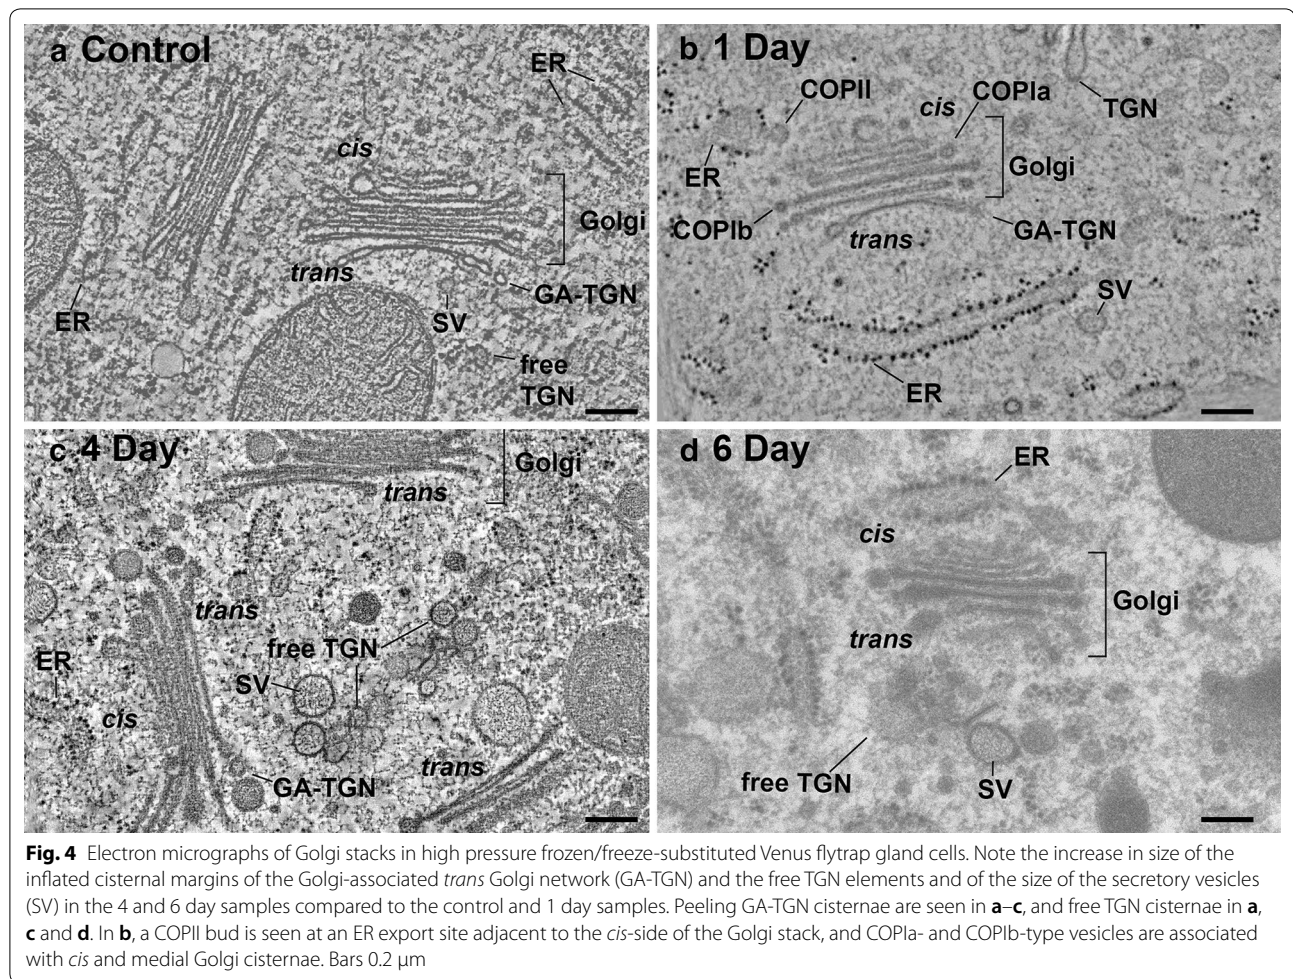 a Control
ER
cis
Golgi
trans
GA-TGN
ER
SV
free
TGN
b 1 Day
COPII
cis
COPIa
TGN
ER
Golgi
COPIb
trans
GA-TGN
SV
ER
c 4 Day
Golgi
trans
trans
free TGN
ER
SV
cis
trans
GA-TGN
d 6 Day
ER
cis
Golgi
trans
free TGN
SV
Fig. 4 Electron micrographs of Golgi stacks in high pressure frozen/freeze-substituted Venus flytrap gland cells. Note the increase in size of the
inflated cisternal margins of the Golgi-associated trans Golgi network (GA-TGN) and the free TGN elements and of the size of the secretory vesicles
(SV) in the 4 and 6 day samples compared to the control and 1 day samples. Peeling GA-TGN cisternae are seen in a–c, and free TGN cisternae in a,
c and d. In b, a COPII bud is seen at an ER export site adjacent to the cis-side of the Golgi stack, and COPIa- and COPIb-type vesicles are associated
with cis and medial Golgi cisternae. Bars 0.2 μm